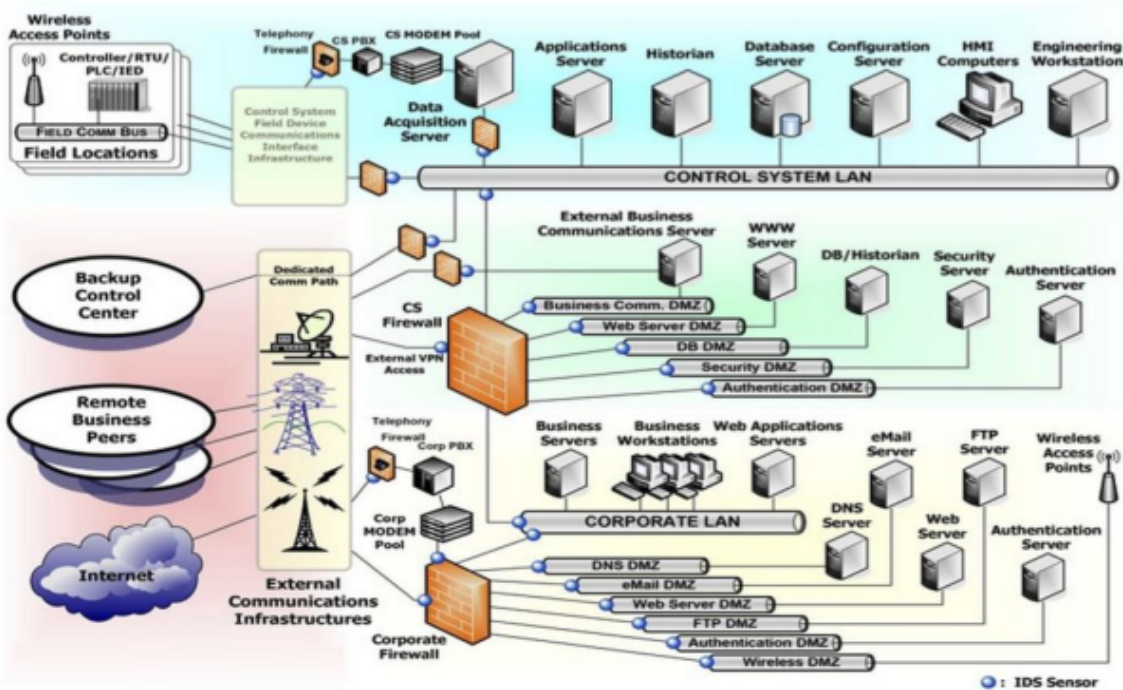 Wireless
Access Points
Controller/RTU/
PLC/IED
FIELD COMM BUS
Field Locations
Telephony
Firewall
CS PBX
CS MODEM Pool
Control System
Field Device
Communications
Interface
Infrastructure
Data
Acquisition
Server
Applications
Server
Historian
Database
Server
Configuration
Server
HMI
Computers
Engineering
Workstation
CONTROL SYSTEM LAN
Backup
Control
Center
Dedicated
Comm Path
External Business
Communications Server
WWW
Server
DB/Historian
Security
Server
Authentication
Server
CS
Firewall
External VPN
Access
Business Comm. DMZ
Web Server DMZ
DB DMZ
Security DMZ
Authentication DMZ
Remote
Business
Peers
Telephony
Firewall
Corp PBX
Corp
MODEM
Pool
Business
Servers
Business
Workstations
Web Applications
Servers
eMail
Server
FTP
Server
Wireless
Access
Points
CORPORATE LAN
DNS
Server
Web
Server
Authentication
Server
Internet
External
Communications
Infrastructures
Corporate
Firewall
DNS DMZ
eMail DMZ
Web Server DMZ
FTP DMZ
Authentication DMZ
Wireless DMZ
: IDS Sensor